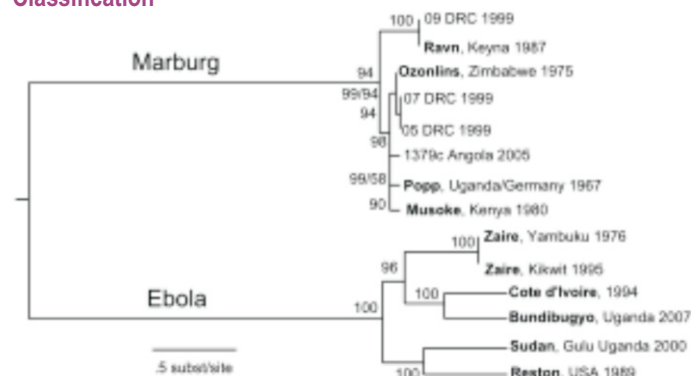 Classification
100 09 DRC 1999
Ravn, Keyna 1987
Marburg
94 Ozonlins, Zimbabwe 1975
99/94 07 DRC 1999
94
05 DRC 1999
98
1379c Angola 2005
99/58 Popp, Uganda/Germany 1967
90 Musoke, Kenya 1980
100 Zaire, Yambuku 1976
96 Zaire, Kikwit 1995
Ebola 100 Cote d'Ivoire, 1994
100 Bundibugyo, Uganda 2007
Sudan, Gulu Uganda 2000
.5 subst/site 100 Reston, USA 1989